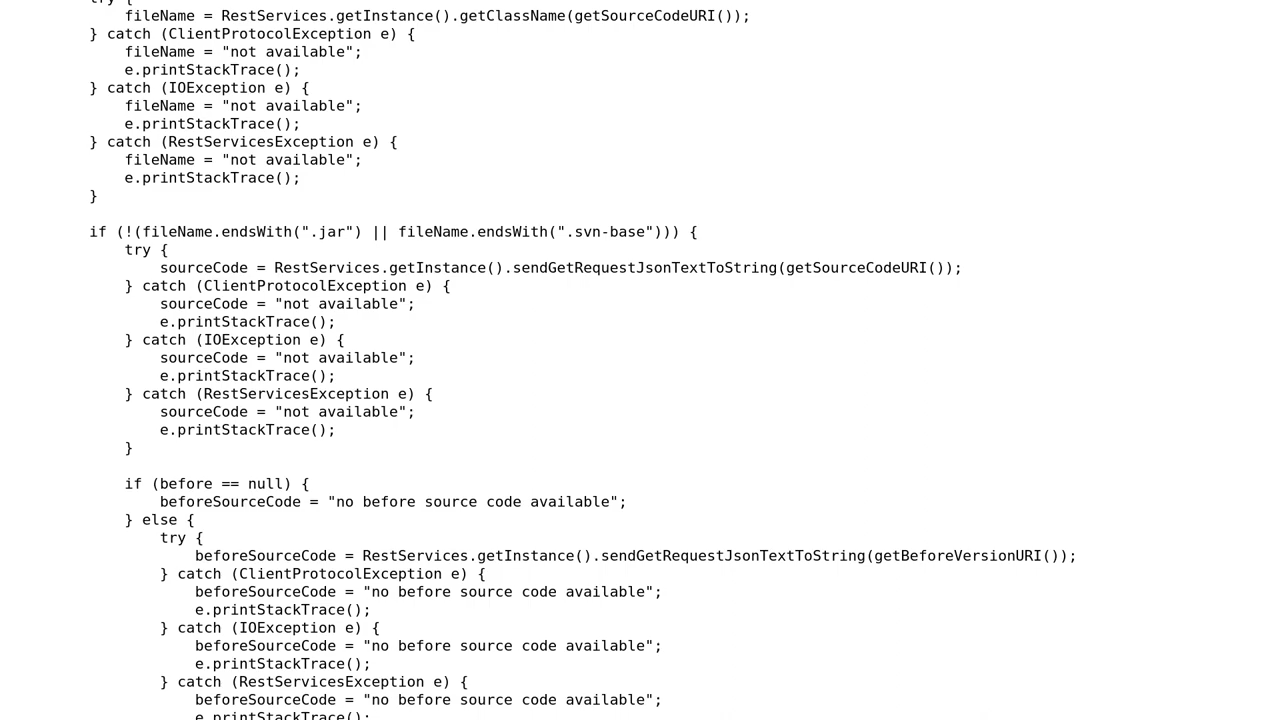 try {
fileName = RestServices.getInstance().getClassName(getSourceCodeURI());
} catch (ClientProtocolException e) {
fileName = "not available";
e.printStackTrace();
} catch (IOException e) {
fileName = "not available";
e.printStackTrace();
} catch (RestServicesException e) {
fileName = "not available";
e.printStackTrace();
}
if (!(fileName.endsWith(".jar") || fileName.endsWith(".svn-base"))) {
try {
sourceCode = RestServices.getInstance().sendGetRequestJsonTextToString(getSourceCodeURI());
} catch (ClientProtocolException e) {
sourceCode = "not available";
e.printStackTrace();
} catch (IOException e) {
sourceCode = "not available";
e.printStackTrace();
} catch (RestServicesException e) {
sourceCode = "not available";
e.printStackTrace();
}
if (before == null) {
beforeSourceCode = "no before source code available";
} else {
try {
beforeSourceCode = RestServices.getInstance().sendGetRequestJsonTextToString(getBeforeVersionURI());
} catch (ClientProtocolException e) {
beforeSourceCode = "no before source code available";
e.printStackTrace();
} catch (IOException e) {
beforeSourceCode = "no before source code available";
e.printStackTrace();
} catch (RestServicesException e) {
beforeSourceCode = "no before source code available";
e.printStackTrace();